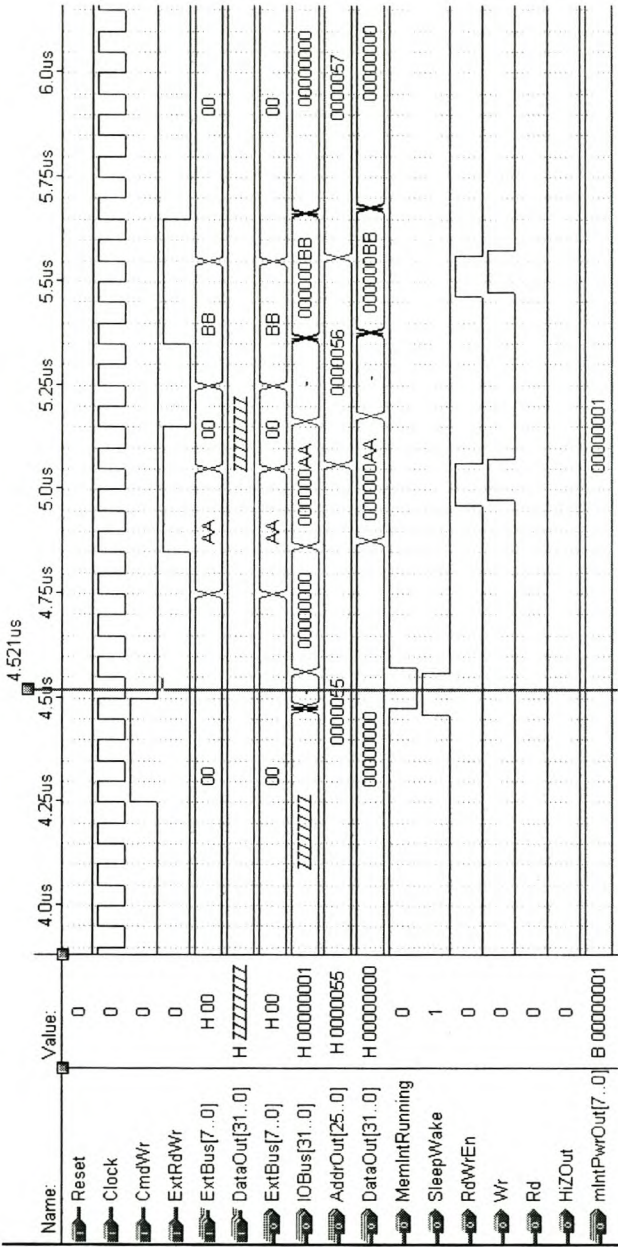 4.521us
Name: Value: 4.0us 4.25us 4.5us 4.75us 5.0us 5.25us 5.5us 5.75us 6.0us
Reset 0
Clock 0
CmdWr 0
ExtRdWr 0
ExtBus[7..0] H 00 00 AA 00 BB 00
DataOut[31..0] H ZZZZZZZZ ZZZZZZZZ
ExtBus[7..0] H 00 00 AA 00 BB 00
IOBus[31..0] H 00000001 ZZZZZZZZ - 00000000 000000AA - 000000BB 00000000
AddrOut[25..0] H 0000055 0000055 0000056 0000057
DataOut[31..0] H 00000000 00000000 000000AA - 000000BB 00000000
MemIntRunning 0
SleepWake 1
RdWrEn 0
Wr 0
Rd 0
HiZOut 0
mIntPwrOut[7..0] B 00000001 00000001